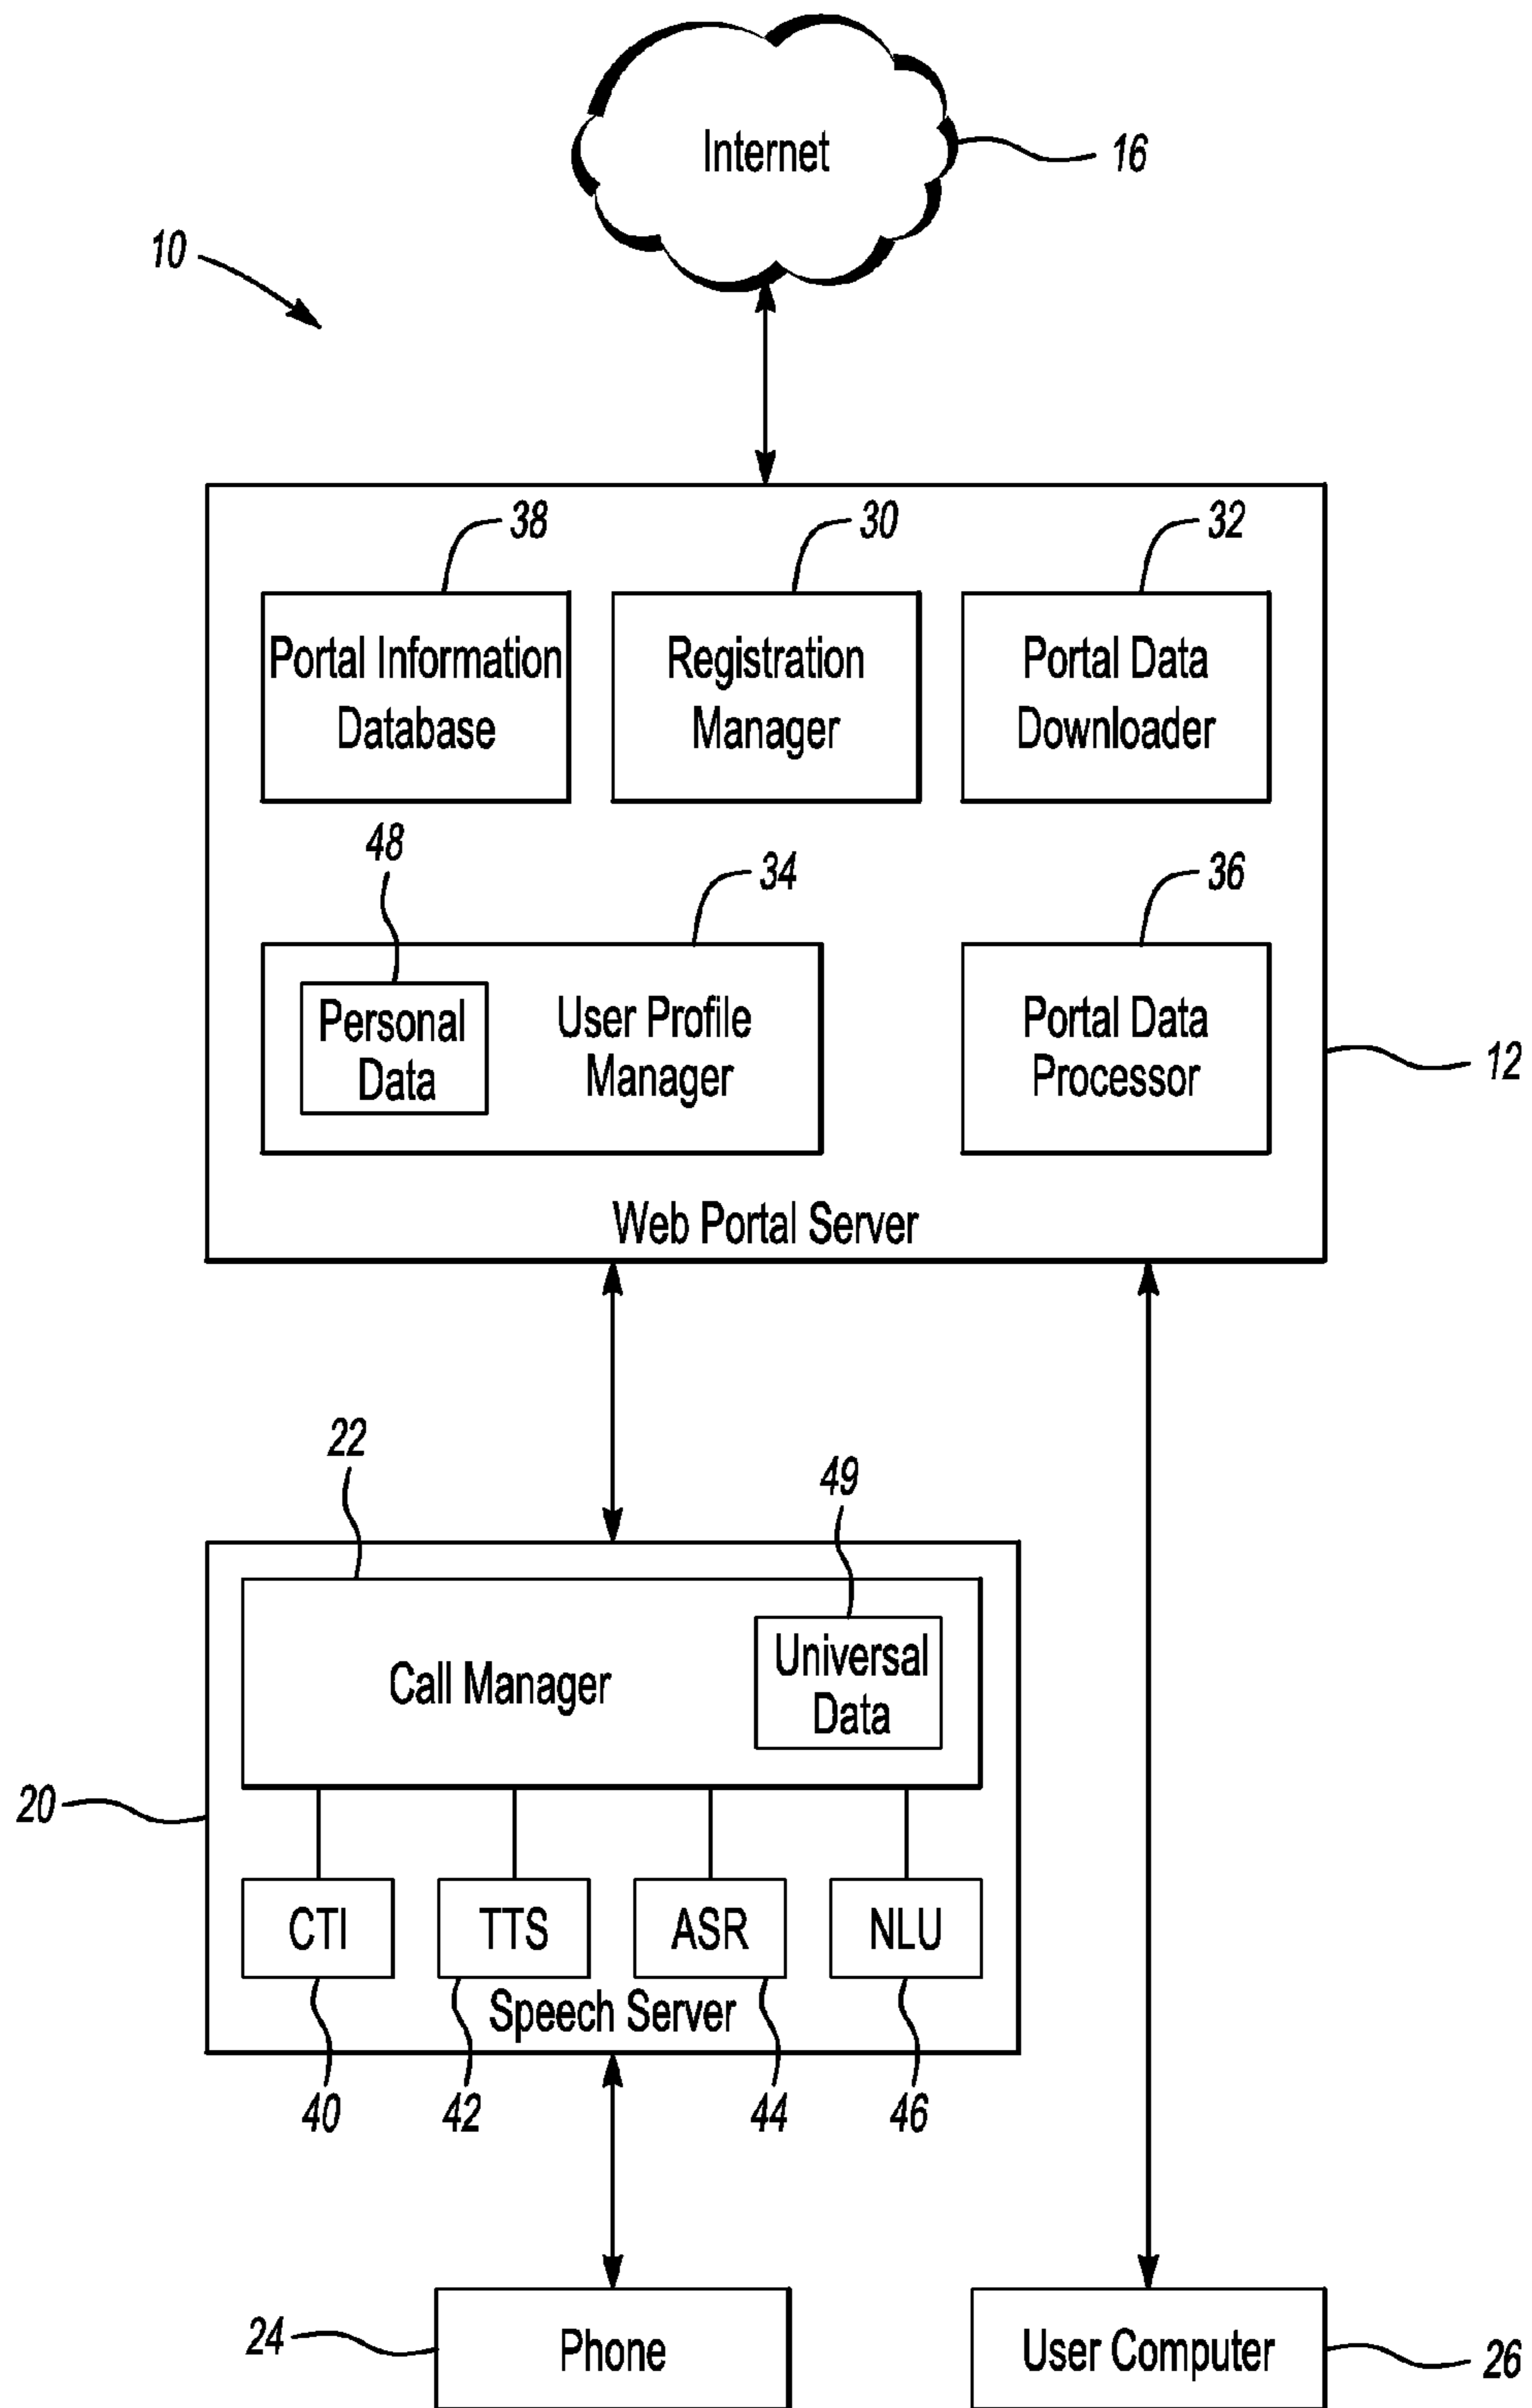 Internet
16
10
38
30
32
Portal Information
Database
Registration
Manager
Portal Data
Downloader
48
34
36
Personal
Data
User Profile
Manager
Portal Data
Processor
12
Web Portal Server
22
49
Call Manager
Universal
Data
20
CTI
TTS
ASR
NLU
Speech Server
40
42
44
46
24
Phone
User Computer
26